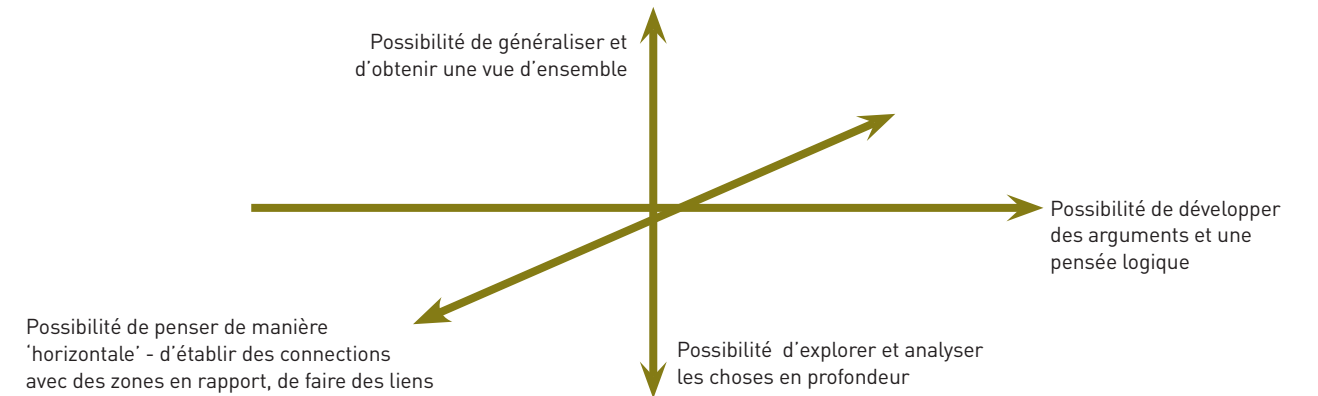 Possibilité de généraliser et
d'obtenir une vue d'ensemble
Possibilité de développer
des arguments et une
pensée logique
Possibilité de penser de manière
'horizontale' - d'établir des connections
avec des zones en rapport, de faire des liens
Possibilité  d'explorer et analyser
les choses en profondeur